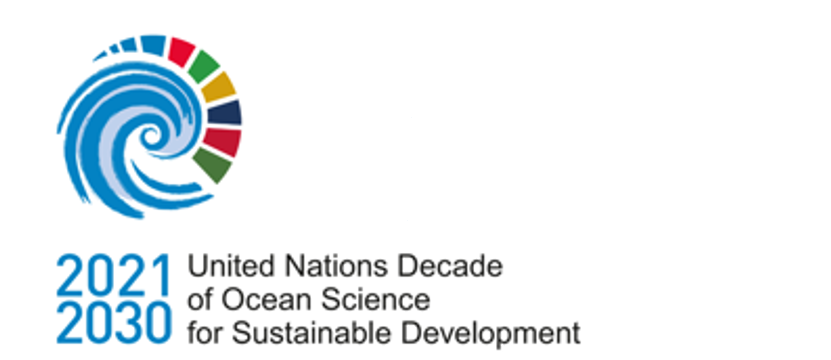 2021
2030
United Nations Decade
of Ocean Science
for Sustainable Development